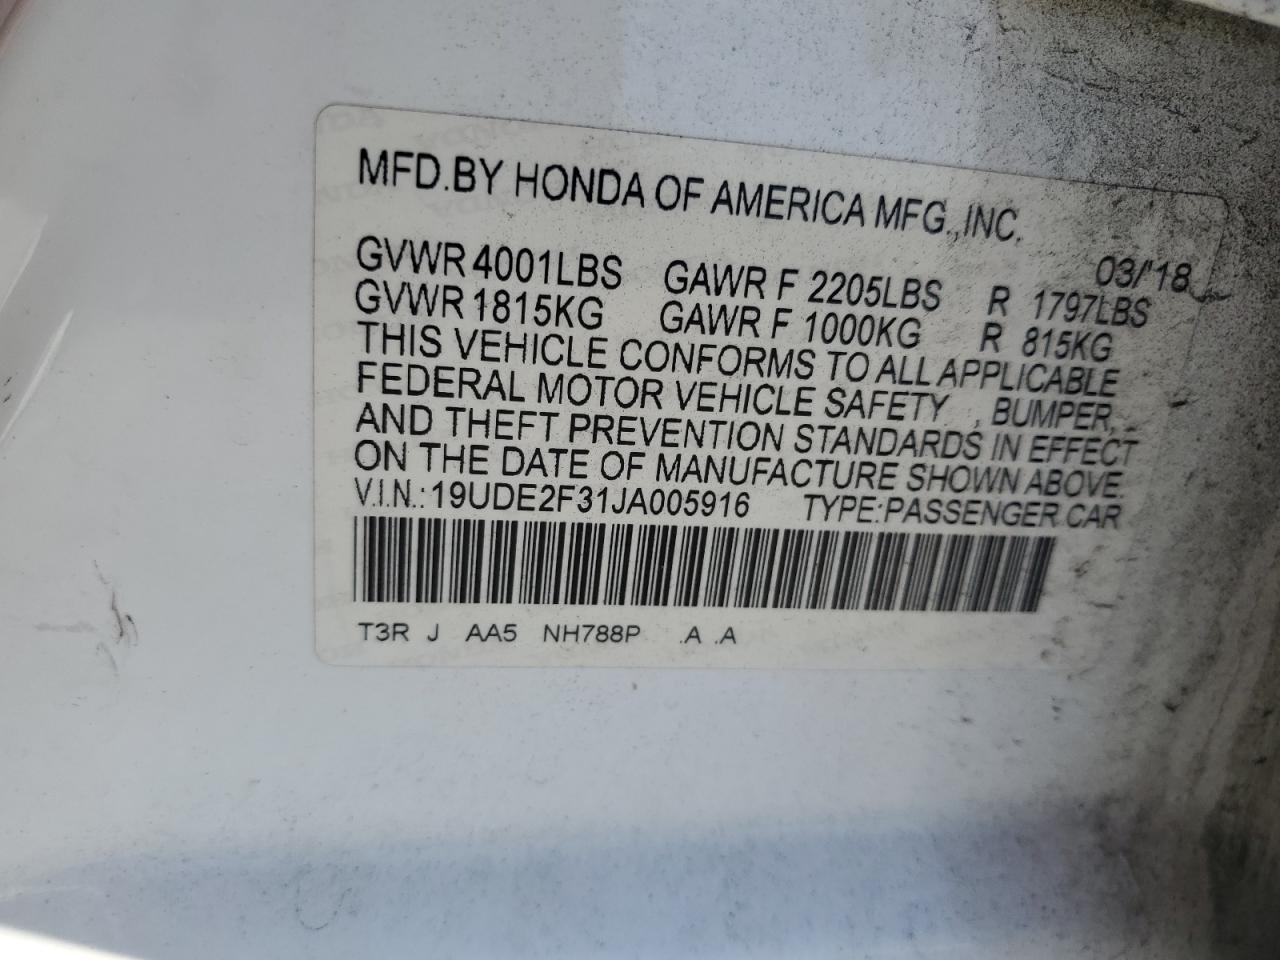 MFD.BY HONDA OF AMERICA MFG.,INC.
03/'18
GVWR 4001LBS GAWR F 2205LBS R 1797LBS
GVWR 1815KG GAWR F 1000KG R 815KG
THIS VEHICLE CONFORMS TO ALL APPLICABLE
FEDERAL MOTOR VEHICLE SAFETY , BUMPER,
AND THEFT PREVENTION STANDARDS IN EFFECT
ON THE DATE OF MANUFACTURE SHOWN ABOVE.
V.I.N.:19UDE2F31JA005916 TYPE:PASSENGER CAR
T3R J AA5 NH788P .A .A